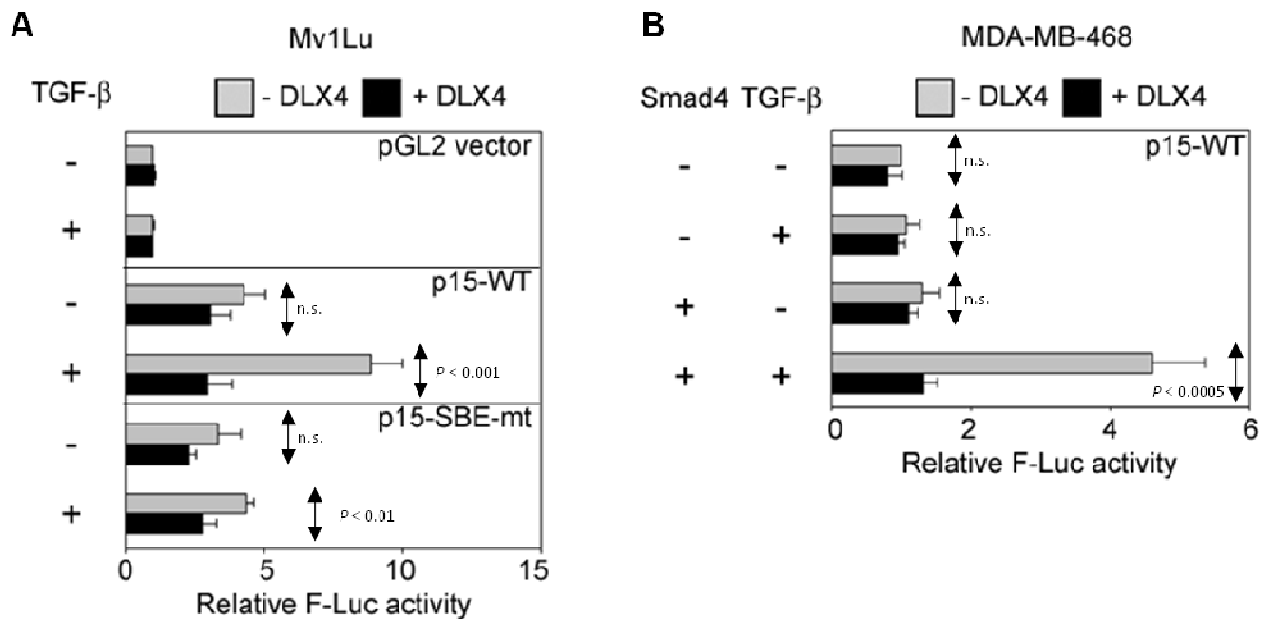 A
Mv1Lu
TGF-β - DLX4 + DLX4
pGL2 vector
-
+
p15-WT
-
n.s.
+
P < 0.001
p15-SBE-mt
-
n.s.
+
P < 0.01
0 5 10 15
Relative F-Luc activity
B
MDA-MB-468
Smad4 TGF-β - DLX4 + DLX4
p15-WT
- - n.s.
- + n.s.
+ - n.s.
+ +
P < 0.0005
0 2 4 6
Relative F-Luc activity